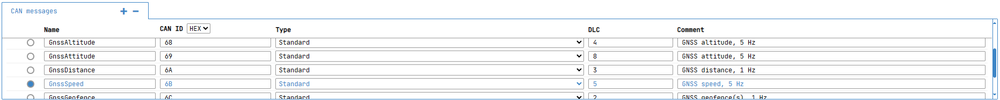 CAN messages + −
Name CAN ID HEX Type DLC Comment
GnssAltitude 68 Standard 4 GNSS altitude, 5 Hz
GnssAttitude 69 Standard 8 GNSS attitude, 5 Hz
GnssDistance 6A Standard 3 GNSS distance, 1 Hz
GnssSpeed 6B Standard 5 GNSS speed, 5 Hz
GnssGeofence 6C Standard 2 GNSS geofence(s), 1 Hz